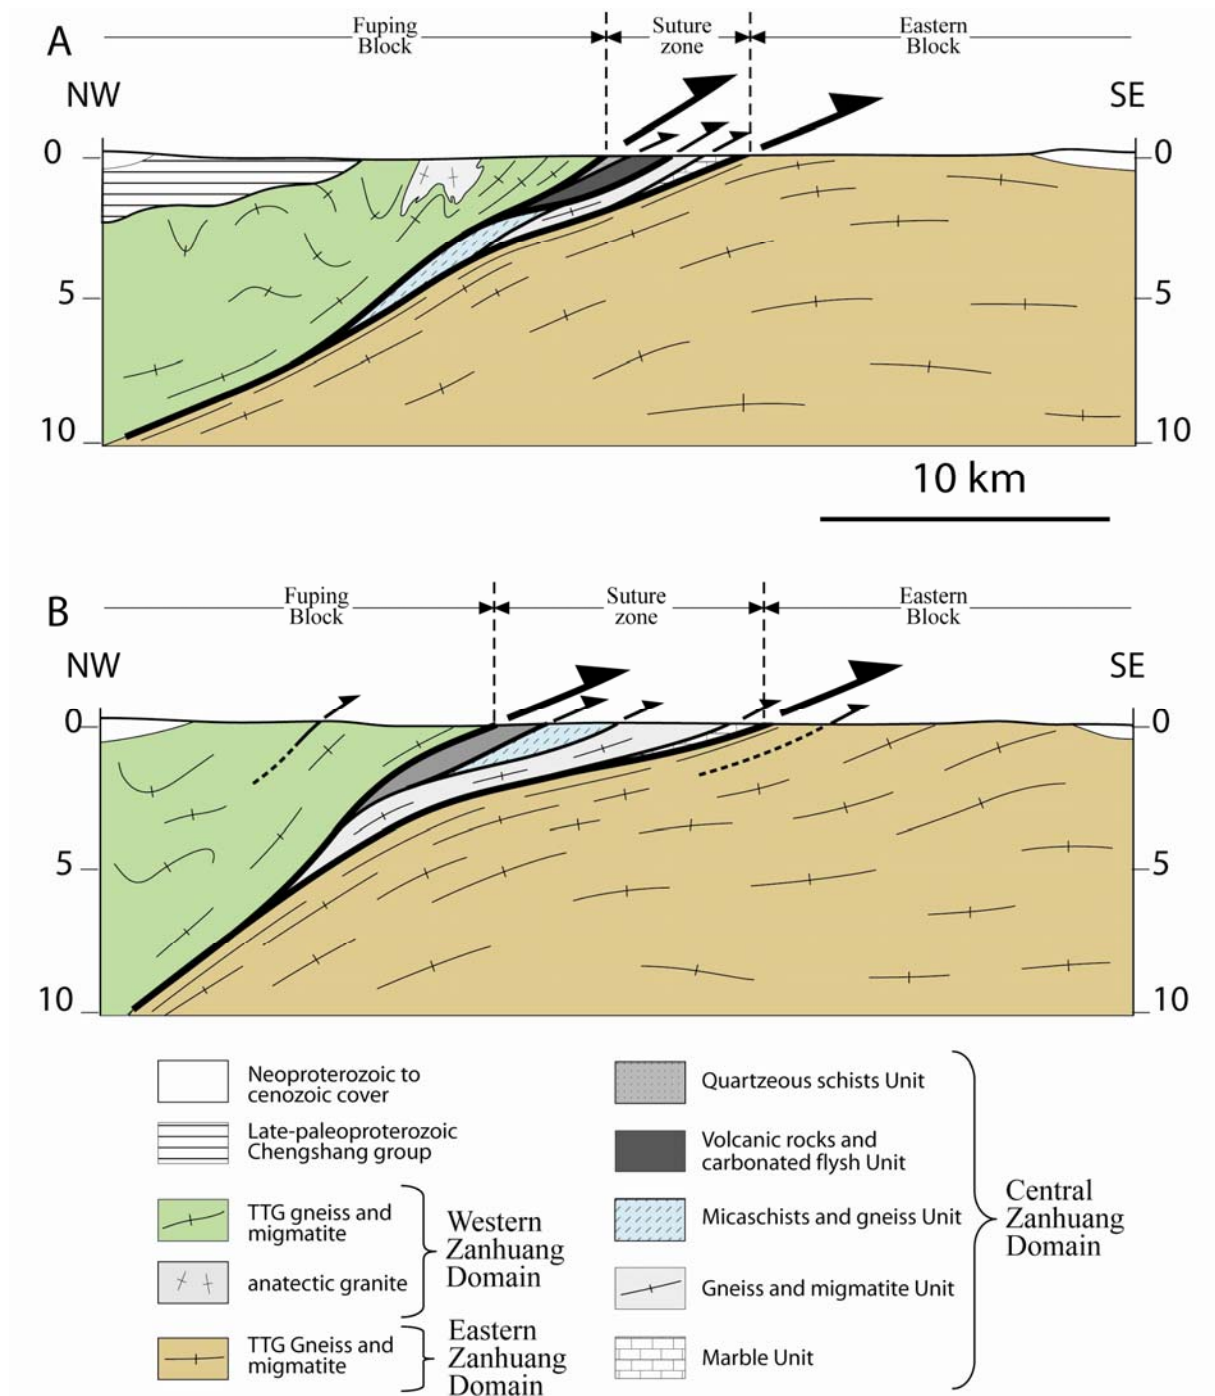 A
Fuping
Block
Suture
zone
Eastern
Block
NW
SE
0
0
5
5
10
10
10 km
B
Fuping
Block
Suture
zone
Eastern
Block
NW
SE
0
0
5
5
10
10
Neoproterozoic to
cenozoic cover
Late-paleoproterozoic
Chengshang group
TTG gneiss and
migmatite
anatectic granite
Western
Zanhuang
Domain
TTG Gneiss and
migmatite
Eastern
Zanhuang
Domain
Quartzeous schists Unit
Volcanic rocks and
carbonated flysh Unit
Micaschists and gneiss Unit
Gneiss and migmatite Unit
Marble Unit
Central
Zanhuang
Domain